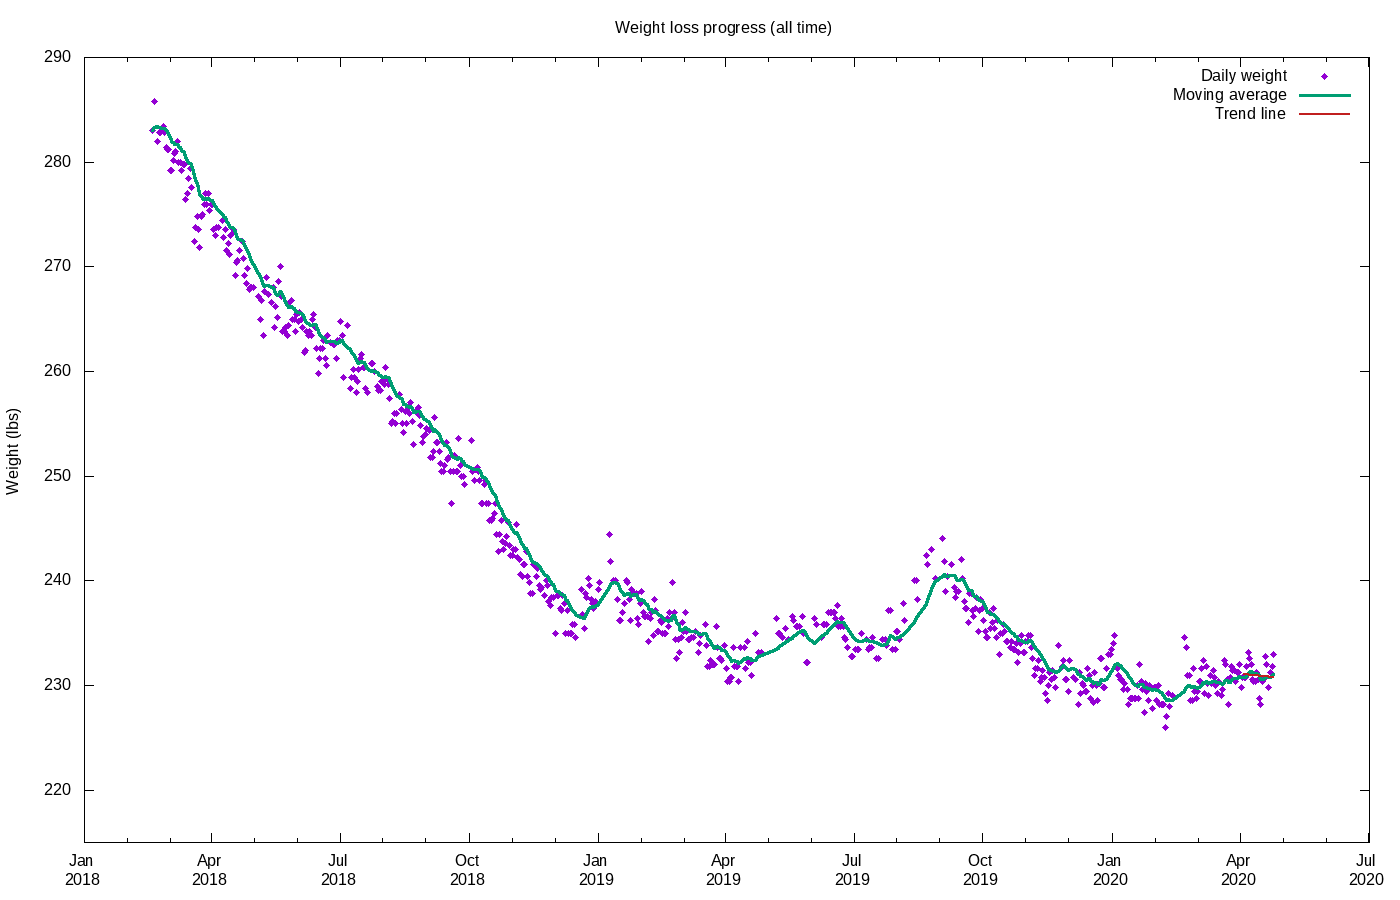 Weight loss progress (all time)
290
280
270
260
250
240
230
220
Weight (lbs)
Daily weight
Moving average
Trend line
Jan Apr Jul Oct Jan Apr Jul Oct Jan Apr Jul
2018 2018 2018 2018 2019 2019 2019 2019 2020 2020 2020